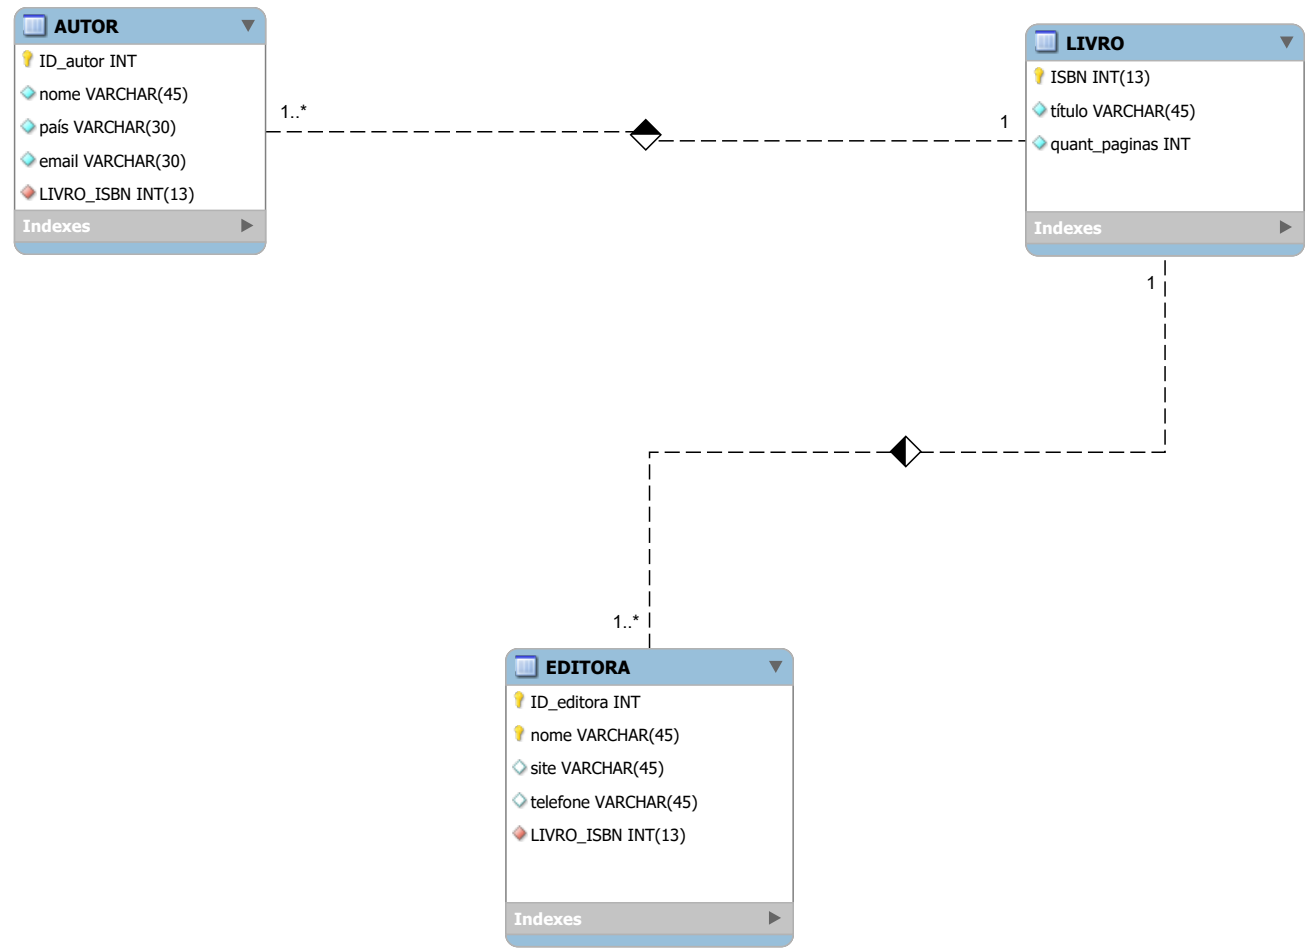 AUTOR
ID_autor INT
nome VARCHAR(45)
país VARCHAR(30)
email VARCHAR(30)
LIVRO_ISBN INT(13)
Indexes
1..*
1
LIVRO
ISBN INT(13)
título VARCHAR(45)
quant_paginas INT
Indexes
1
1..*
EDITORA
ID_editora INT
nome VARCHAR(45)
site VARCHAR(45)
telefone VARCHAR(45)
LIVRO_ISBN INT(13)
Indexes